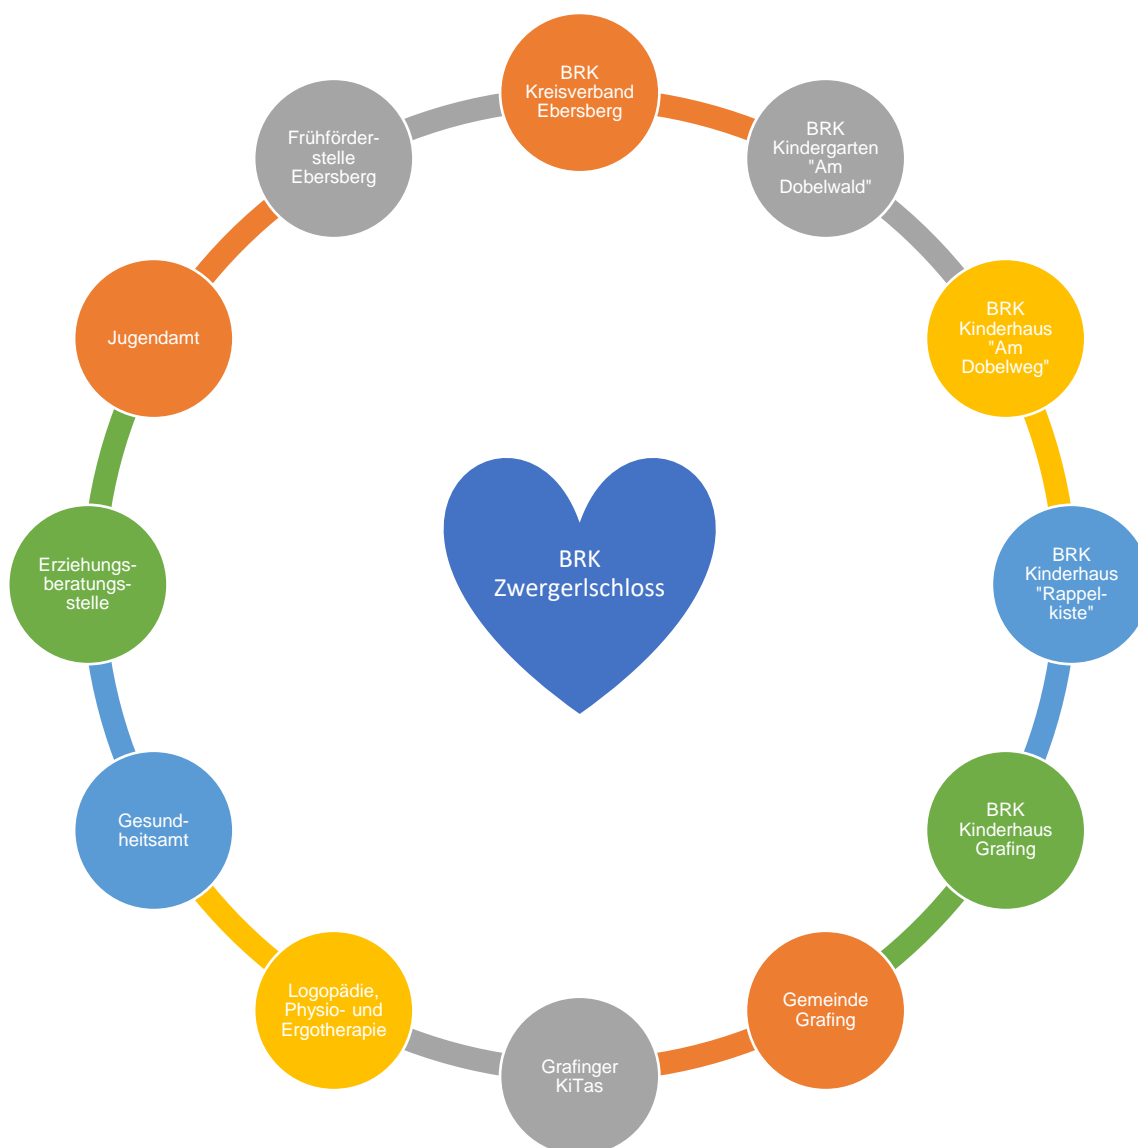 BRK
Kreisverband
Ebersberg
BRK
Kindergarten
"Am
Dobelwald"
BRK
Kinderhaus
"Am
Dobelweg"
BRK
Kinderhaus
"Rappel-
kiste"
BRK
Kinderhaus
Grafing
Gemeinde
Grafing
Grafinger
KiTas
Logopädie,
Physio- und
Ergotherapie
Gesund-
heitsamt
Erziehungs-
beratungs-
stelle
Jugendamt
Frühförder-
stelle
Ebersberg
BRK
Zwergerlschloss